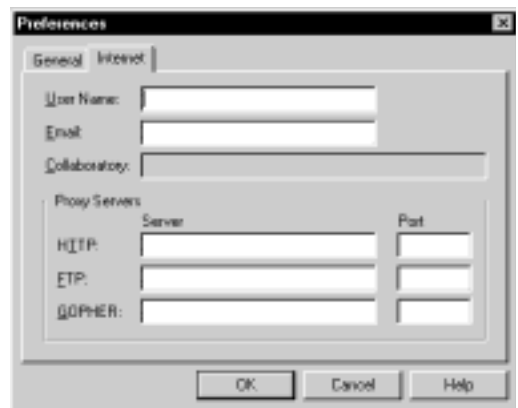 Preferences
General Internet
User Name:
Email:
Collaboratory:
Proxy Servers
Server Port
HTTP:
FTP:
GOPHER:
OK Cancel Help